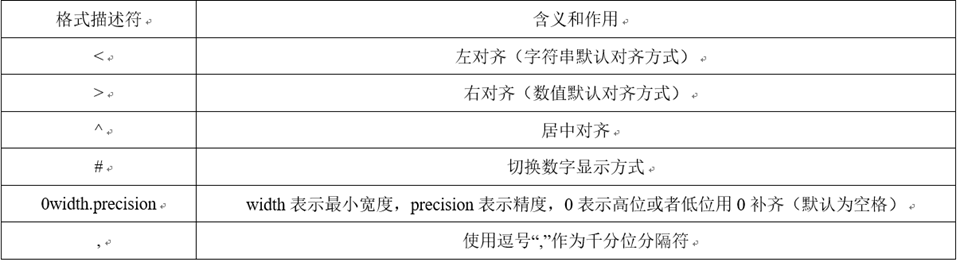 格式描述符 含义和作用
< 左对齐（字符串默认对齐方式）
> 右对齐（数值默认对齐方式）
^ 居中对齐
# 切换数字显示方式
0width.precision width 表示最小宽度，precision 表示精度，0 表示高位或者低位用 0 补齐（默认为空格）
, 使用逗号“,”作为千分位分隔符